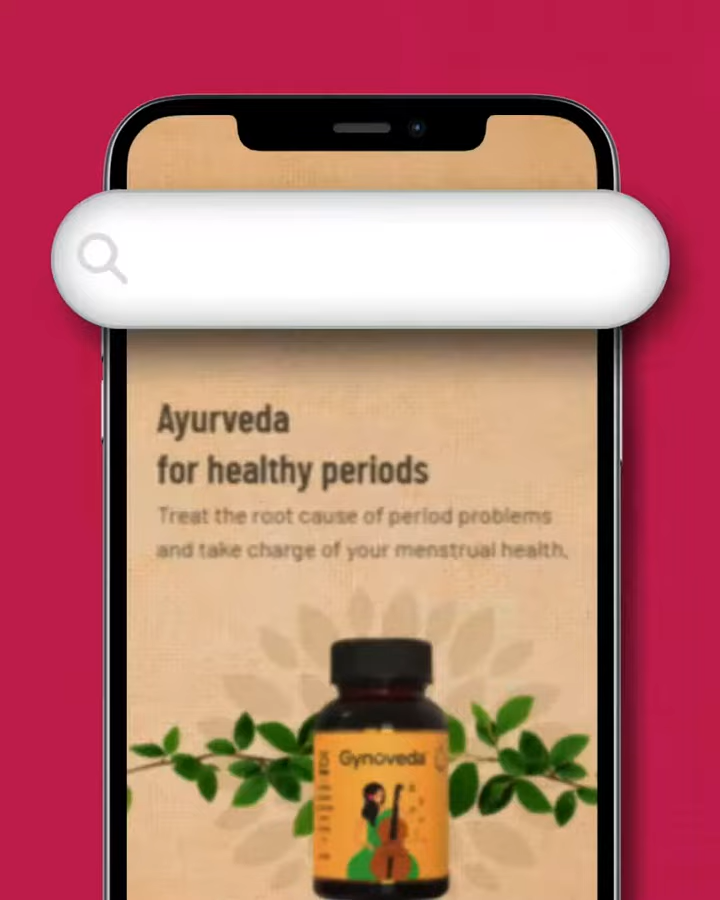 Ayurveda
for healthy periods
Treat the root cause of period problems
and take charge of your menstrual health.
Gynoveda